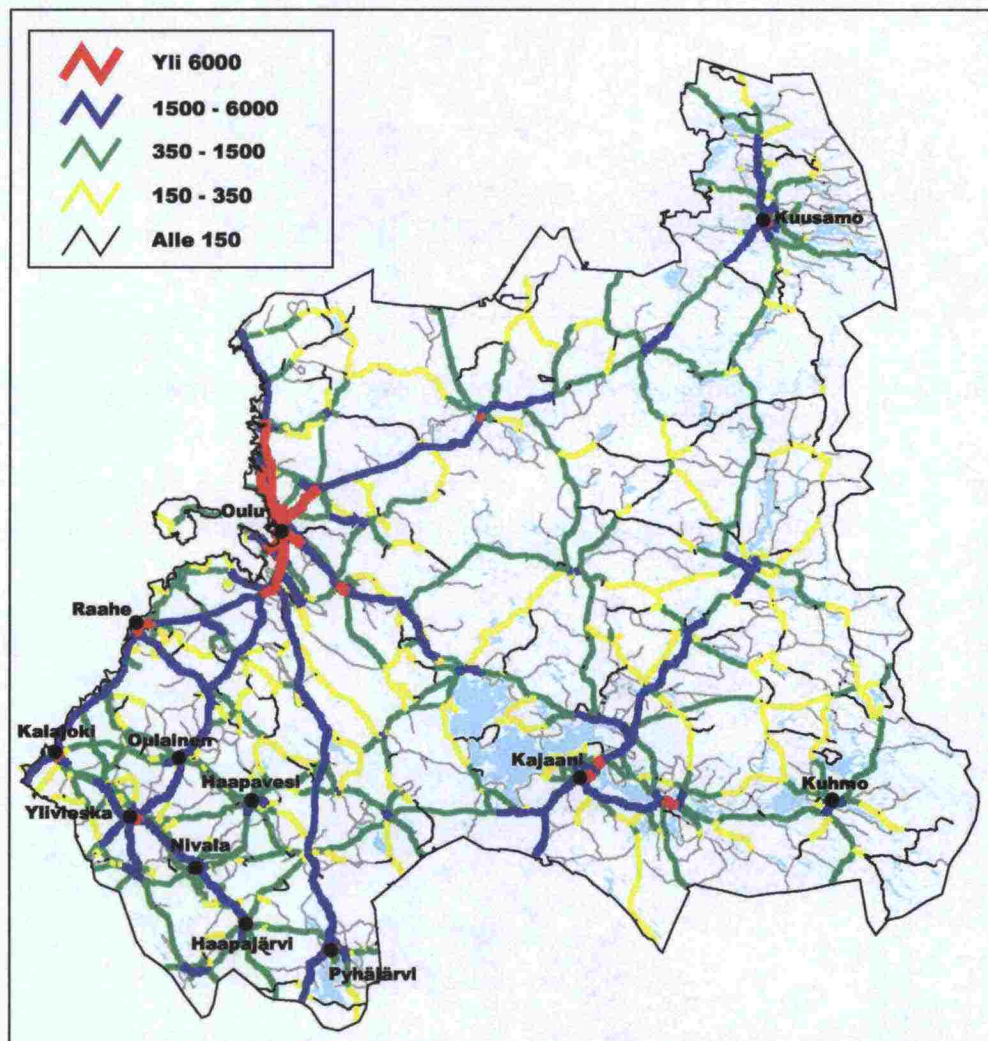 Yli 6000
1500 - 6000
350 - 1500
150 - 350
Alle 150
Kuusamo
Oulu
Raahe
Kalajoki
Oulainen
Haapavesi
Kajaani
Kuhmo
Ylivieska
Nivala
Haapajärvi
Pyhäjärvi